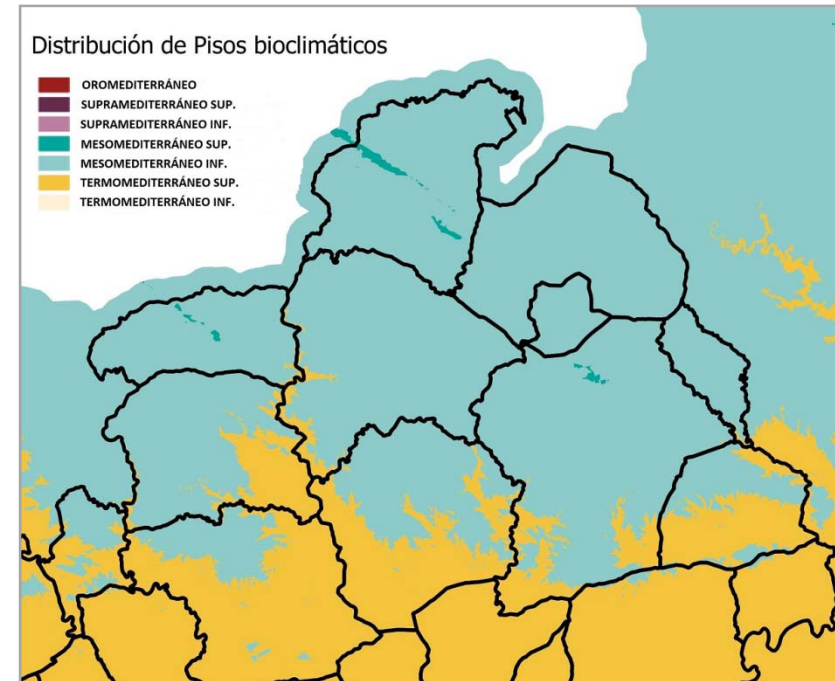 Distribución de Pisos bioclimáticos
OROMEDITERRÁNEO
SUPRAMEDITERRÁNEO SUP.
SUPRAMEDITERRÁNEO INF.
MESOMEDITERRÁNEO SUP.
MESOMEDITERRÁNEO INF.
TERMOMEDITERRÁNEO SUP.
TERMOMEDITERRÁNEO INF.